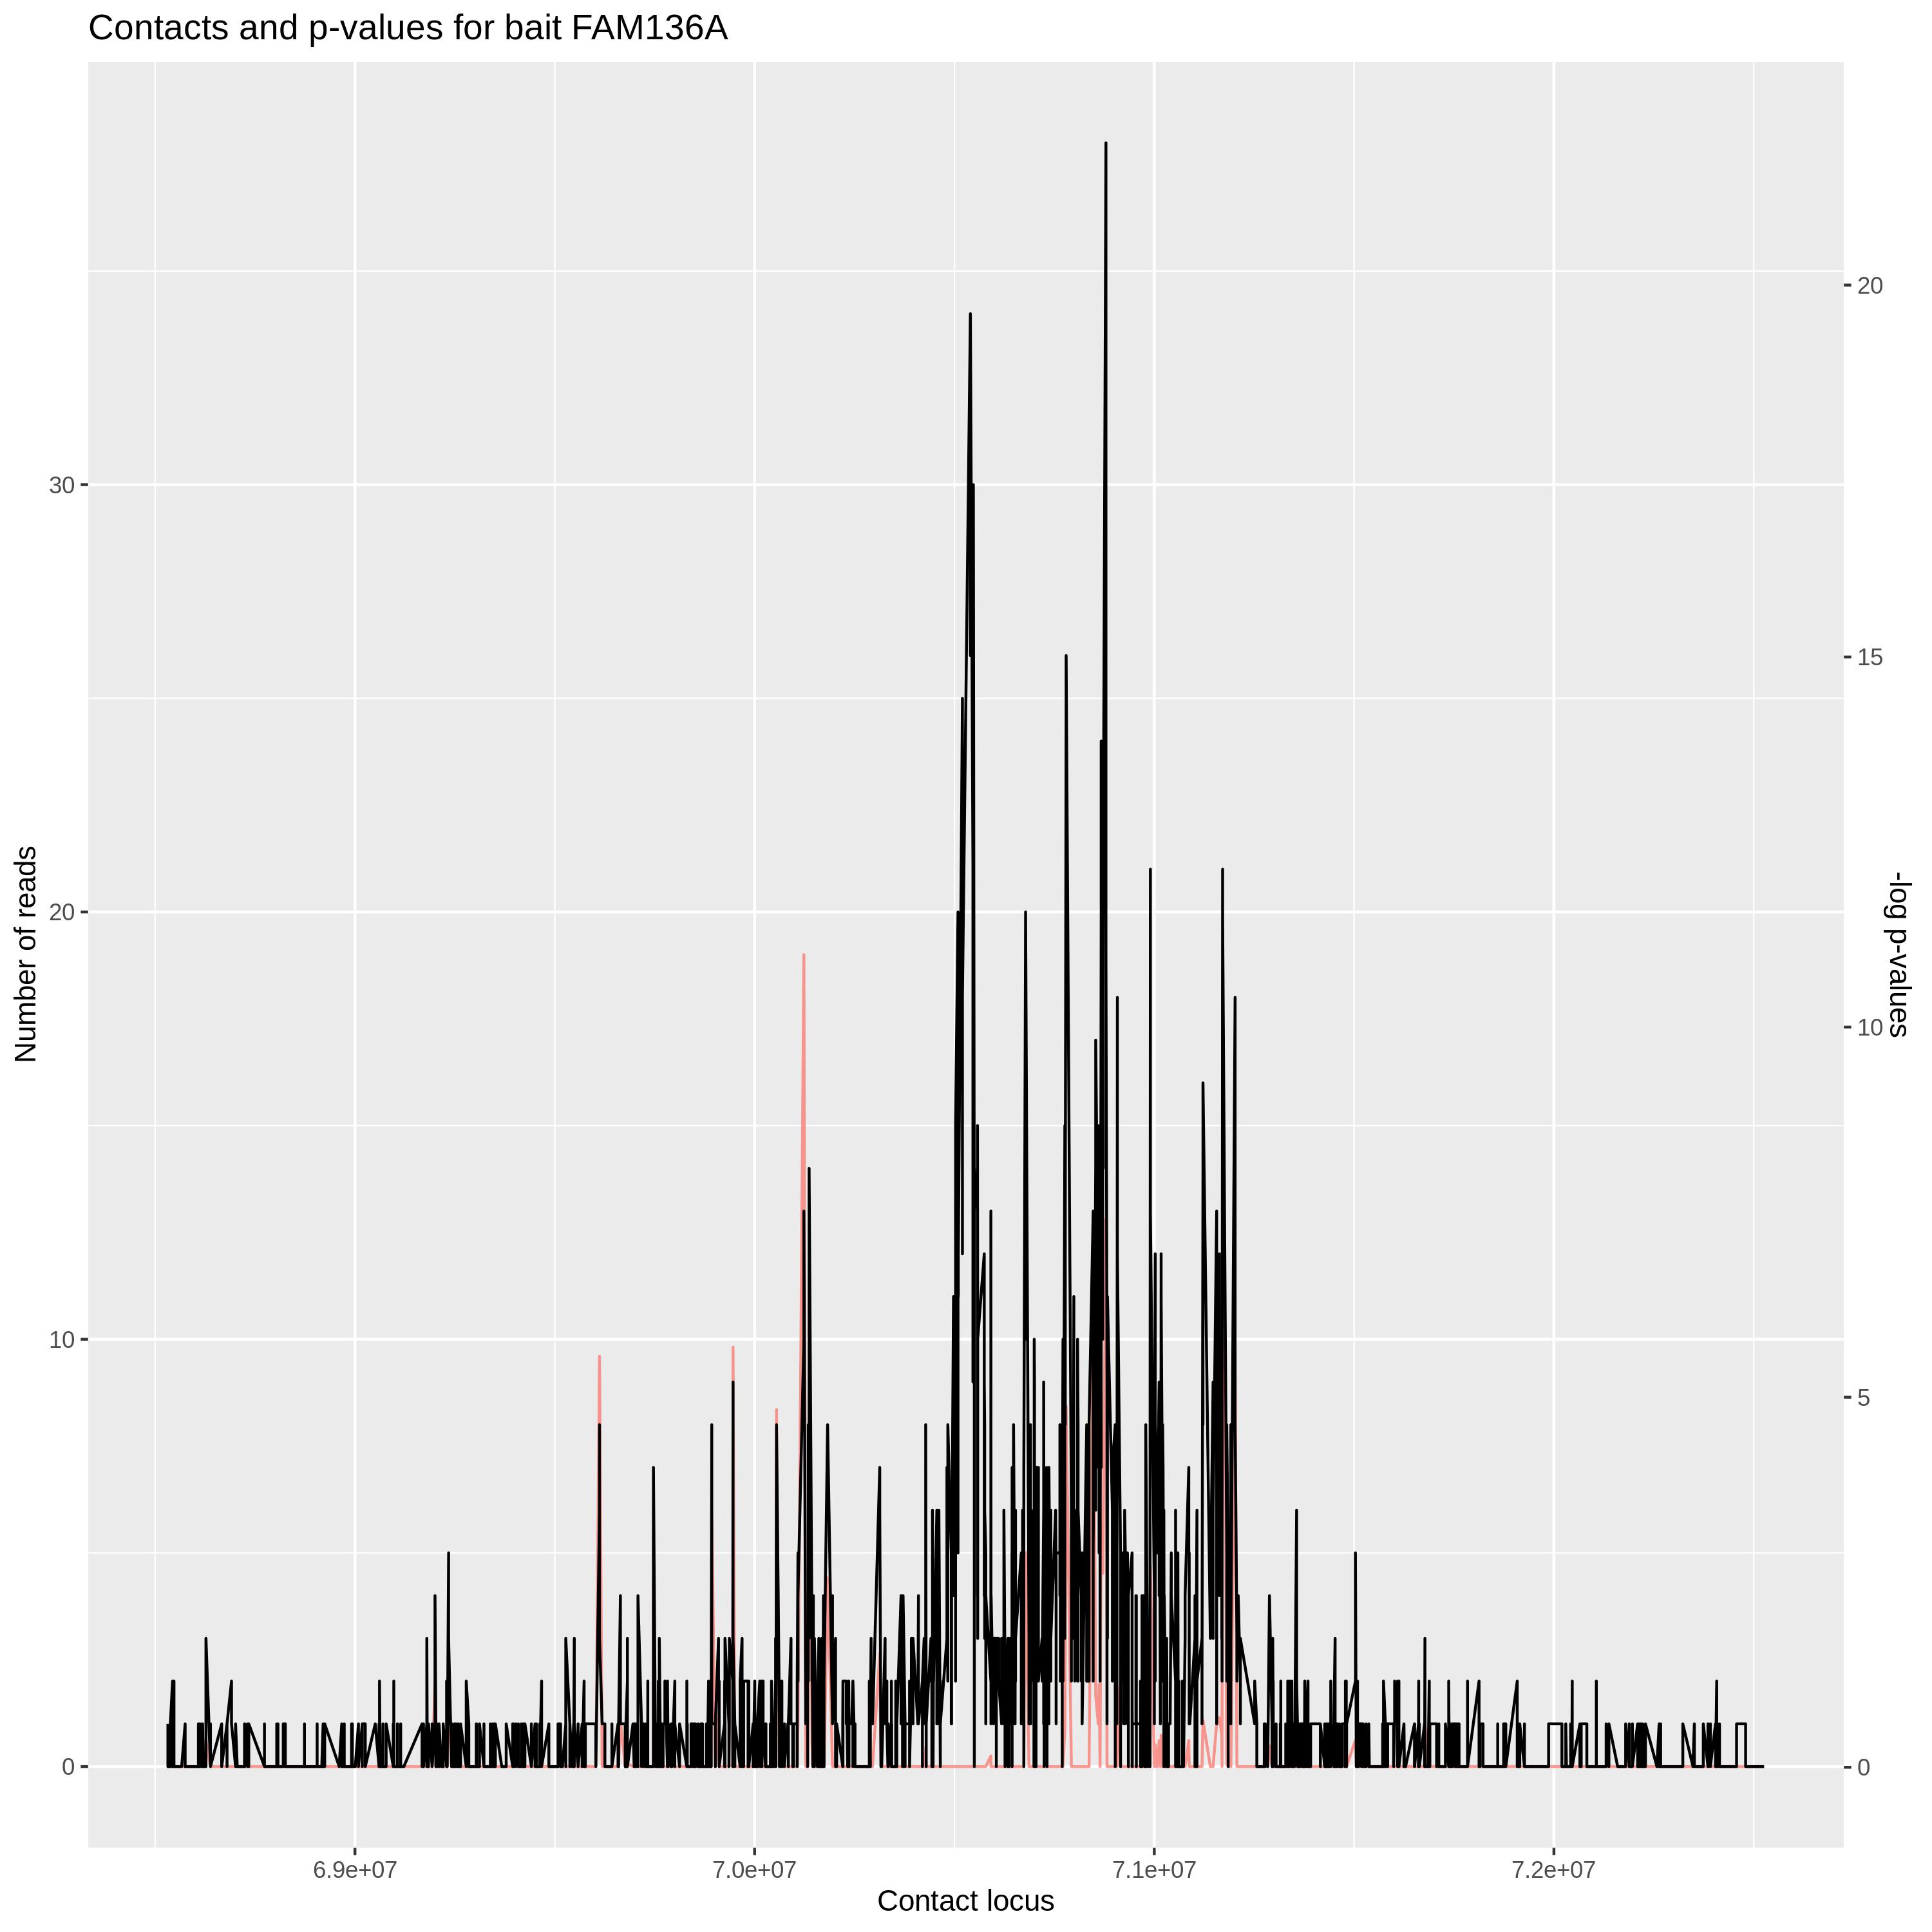 Contacts and p-values for bait FAM136A
Number of reads
30
20
10
0
20
15
10
5
0
-log p-values
6.9e+07 7.0e+07 7.1e+07 7.2e+07
Contact locus